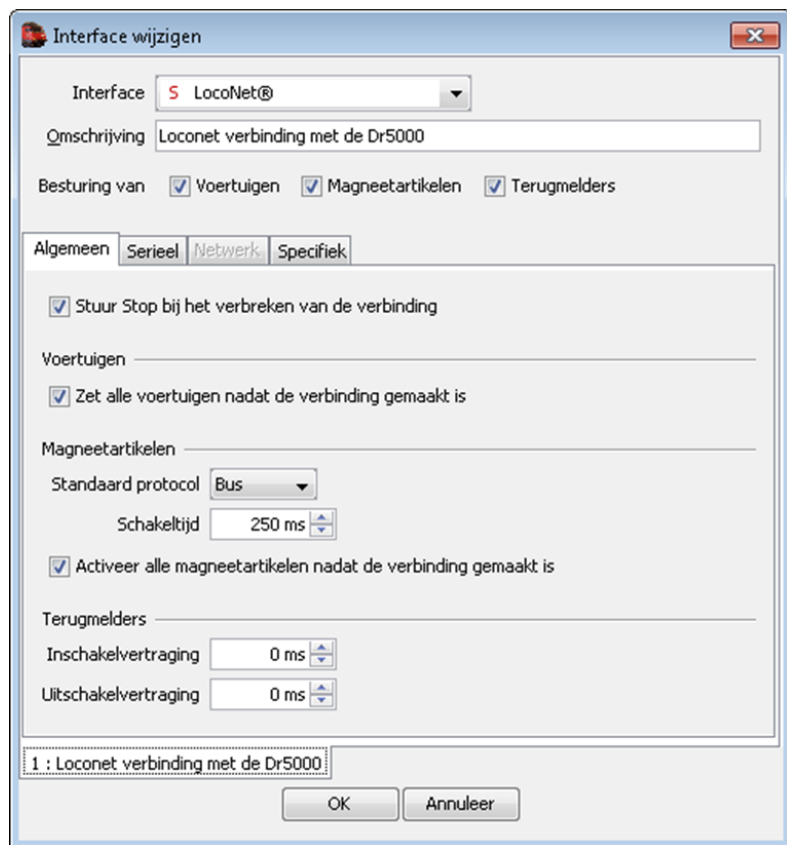 Interface wijzigen
Interface S LocoNet®
Omschrijving Loconet verbinding met de Dr5000
Besturing van Voertuigen Magneetartikelen Terugmelders
Algemeen Serieel Netwerk Specifiek
Stuur Stop bij het verbreken van de verbinding
Voertuigen
Zet alle voertuigen nadat de verbinding gemaakt is
Magneetartikelen
Standaard protocol Bus
Schakeltijd 250 ms
Activeer alle magneetartikelen nadat de verbinding gemaakt is
Terugmelders
Inschakelvertraging 0 ms
Uitschakelvertraging 0 ms
1 : Loconet verbinding met de Dr5000
OK Annuleer